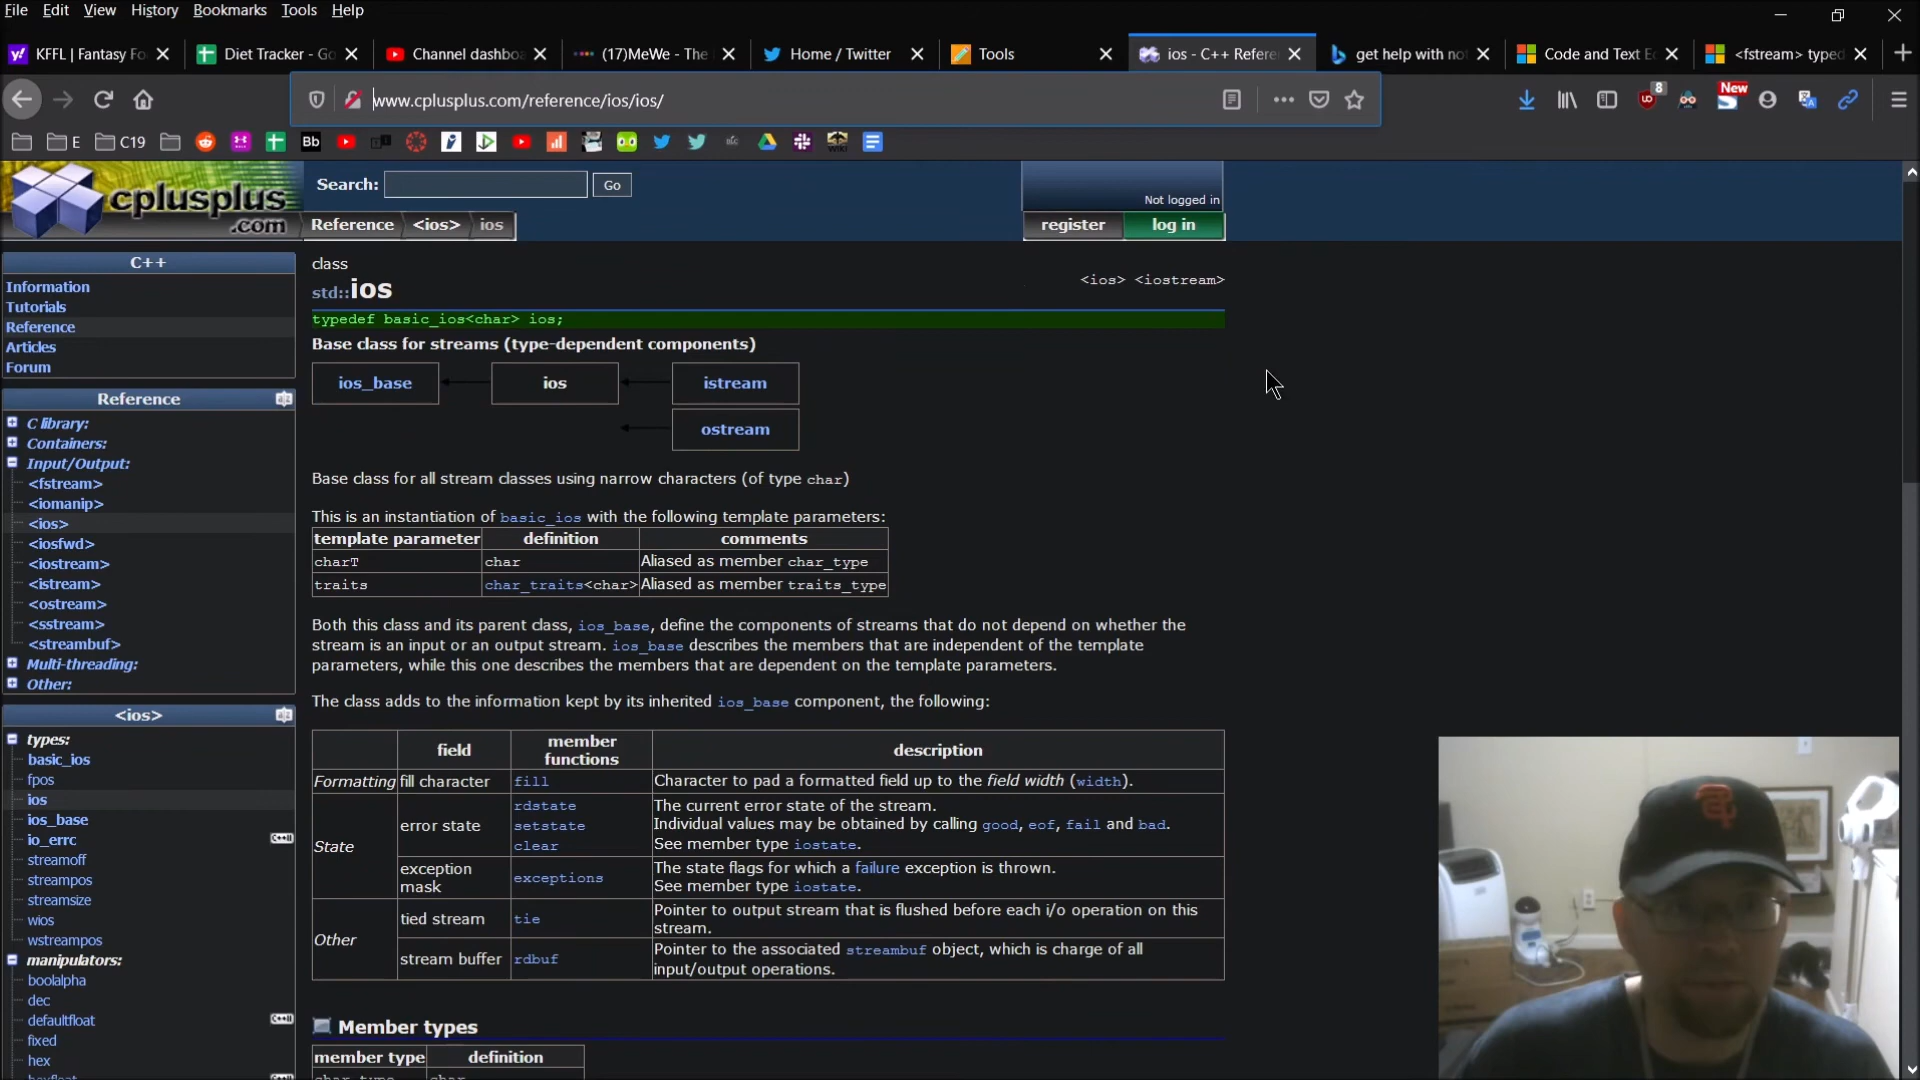 File Edit View History Bookmarks Tools Help
KFFL | Fantasy Fo
Diet Tracker - Go
Channel dashboa
(17)MeWe - The
Home / Twitter
Tools
ios - C++ Refere
get help with not
Code and Text Ec
<fstream> typed
www.cplusplus.com/reference/ios/ios/
8
New
E
C19
Bb
cplusplus
.com
Search:
Go
Not logged in
Reference
<ios>
ios
register
log in
C++
Information
Tutorials
Reference
Articles
Forum
Reference
C library:
Containers:
Input/Output:
<fstream>
<iomanip>
<ios>
<iosfwd>
<iostream>
<istream>
<ostream>
<sstream>
<streambuf>
Multi-threading:
Other:
<ios>
types:
basic_ios
fpos
ios
ios_base
io_errc
streamoff
streampos
streamsize
wios
wstreampos
manipulators:
boolalpha
dec
defaultfloat
fixed
hex
hexfloat
class
std::ios
<ios> <iostream>
typedef basic_ios<char> ios;
Base class for streams (type-dependent components)
ios_base
ios
istream
ostream
Base class for all stream classes using narrow characters (of type char)
This is an instantiation of basic_ios with the following template parameters:
template parameter definition comments
charT char Aliased as member char_type
traits char_traits<char> Aliased as member traits_type
Both this class and its parent class, ios_base, define the components of streams that do not depend on whether the
stream is an input or an output stream. ios_base describes the members that are independent of the template
parameters, while this one describes the members that are dependent on the template parameters.
The class adds to the information kept by its inherited ios_base component, the following:
field
member
functions
description
Formatting fill character fill Character to pad a formatted field up to the field width (width).
State
error state
rdstate
setstate
clear
The current error state of the stream.
Individual values may be obtained by calling good, eof, fail and bad.
See member type iostate.
exception
mask
exceptions
The state flags for which a failure exception is thrown.
See member type iostate.
Other
tied stream
tie
Pointer to output stream that is flushed before each i/o operation on this
stream.
stream buffer
rdbuf
Pointer to the associated streambuf object, which is charge of all
input/output operations.
Member types
member type definition
char_type char